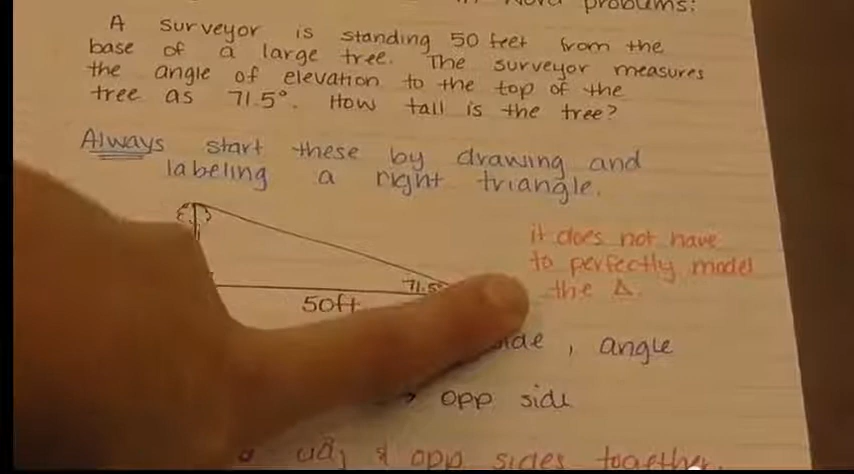 problems:
A surveyor is standing 50 feet from the
base of a large tree. The surveyor measures
the angle of elevation to the top of the
tree as 71.5°. How tall is the tree?
Always start these by drawing and
labeling a right triangle.
it does not have
to perfectly model
the Δ.
71.5°
50ft
side, angle
opp side
adj & opp sides together.